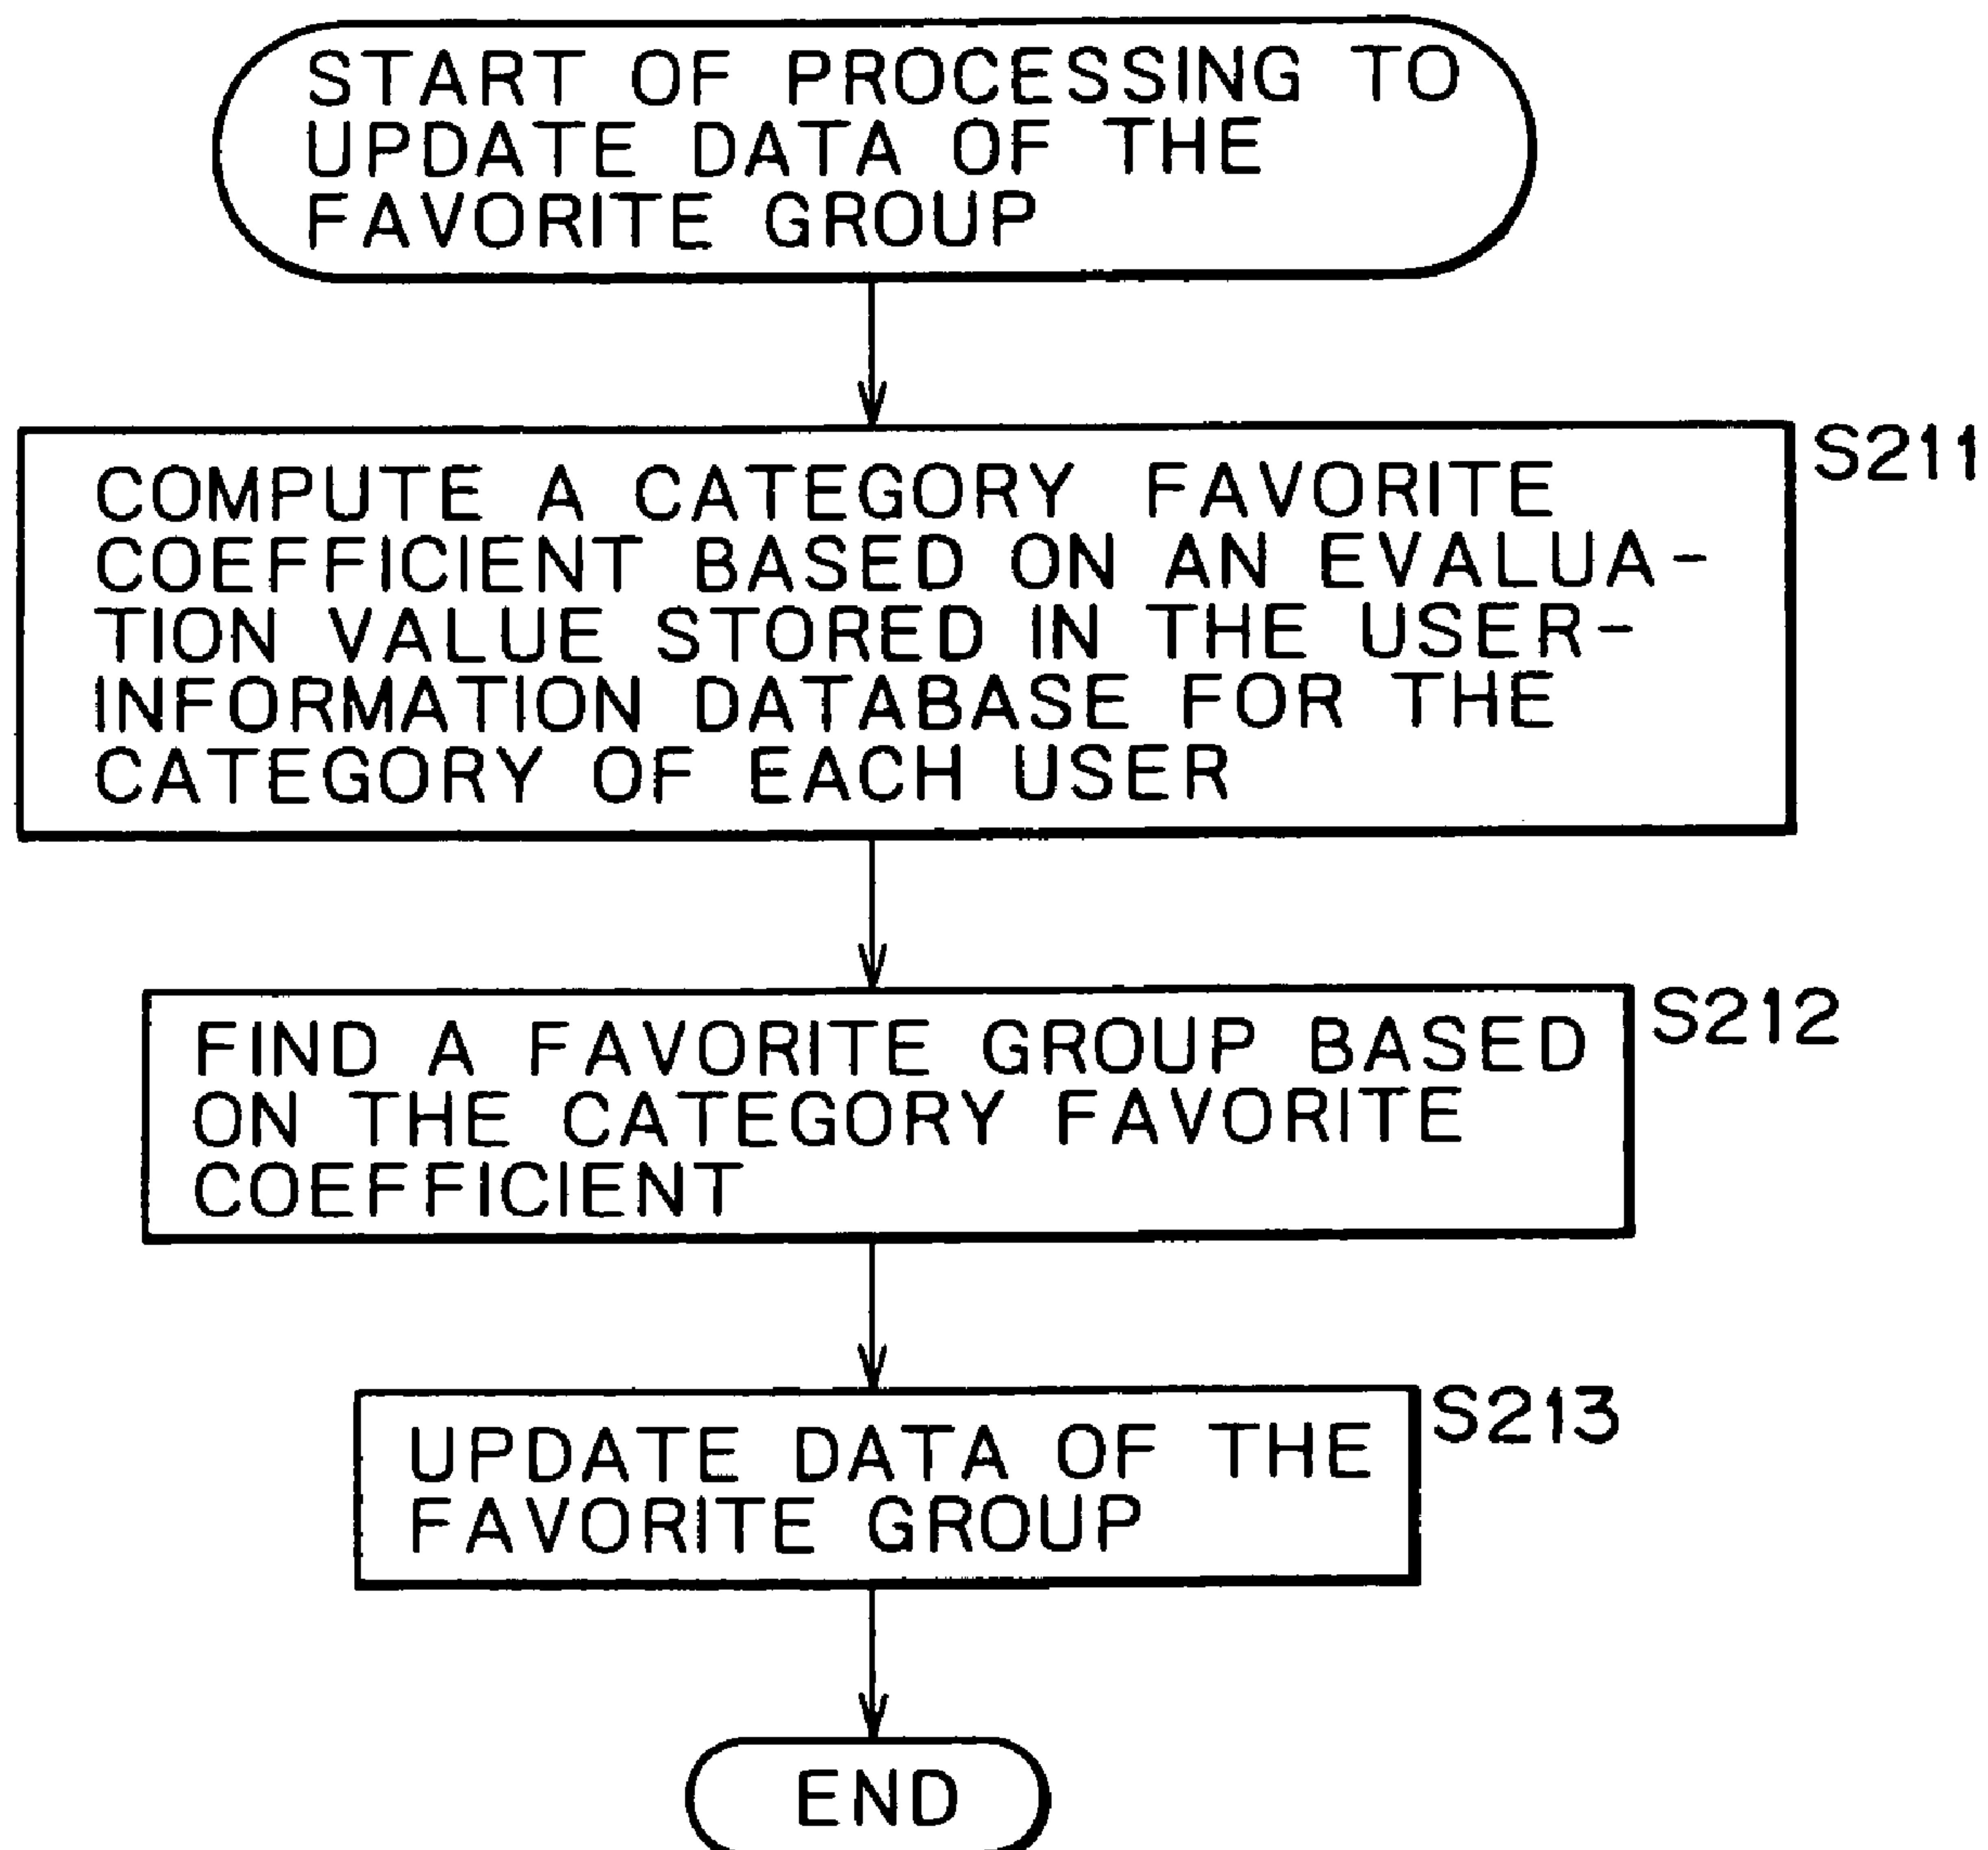 START OF PROCESSING TO
UPDATE DATA OF THE
FAVORITE GROUP
S211
COMPUTE A CATEGORY FAVORITE
COEFFICIENT BASED ON AN EVALUA-
TION VALUE STORED IN THE USER-
INFORMATION DATABASE FOR THE
CATEGORY OF EACH USER
S212
FIND A FAVORITE GROUP BASED
ON THE CATEGORY FAVORITE
COEFFICIENT
S213
UPDATE DATA OF THE
FAVORITE GROUP
END